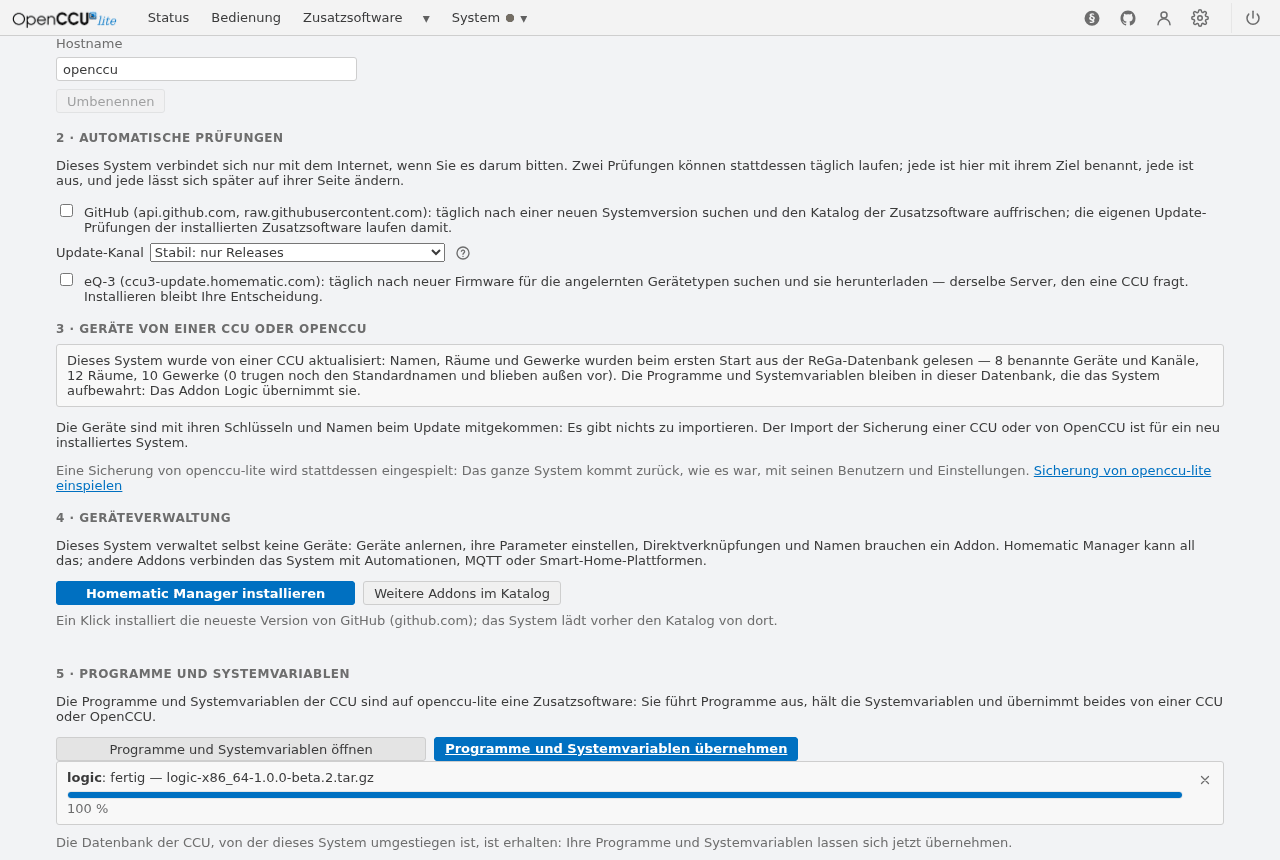 OpenCCU lite Status Bedienung Zusatzsoftware ▼ System ▼
Hostname
openccu
Umbenennen
2 · AUTOMATISCHE PRÜFUNGEN
Dieses System verbindet sich nur mit dem Internet, wenn Sie es darum bitten. Zwei Prüfungen können stattdessen täglich laufen; jede ist hier mit ihrem Ziel benannt, jede ist
aus, und jede lässt sich später auf ihrer Seite ändern.
GitHub (api.github.com, raw.githubusercontent.com): täglich nach einer neuen Systemversion suchen und den Katalog der Zusatzsoftware auffrischen; die eigenen Update-
Prüfungen der installierten Zusatzsoftware laufen damit.
Update-Kanal Stabil: nur Releases
eQ-3 (ccu3-update.homematic.com): täglich nach neuer Firmware für die angelernten Gerätetypen suchen und sie herunterladen — derselbe Server, den eine CCU fragt.
Installieren bleibt Ihre Entscheidung.
3 · GERÄTE VON EINER CCU ODER OPENCCU
Dieses System wurde von einer CCU aktualisiert: Namen, Räume und Gewerke wurden beim ersten Start aus der ReGa-Datenbank gelesen — 8 benannte Geräte und Kanäle,
12 Räume, 10 Gewerke (0 trugen noch den Standardnamen und blieben außen vor). Die Programme und Systemvariablen bleiben in dieser Datenbank, die das System
aufbewahrt: Das Addon Logic übernimmt sie.
Die Geräte sind mit ihren Schlüsseln und Namen beim Update mitgekommen: Es gibt nichts zu importieren. Der Import der Sicherung einer CCU oder von OpenCCU ist für ein neu
installiertes System.
Eine Sicherung von openccu-lite wird stattdessen eingespielt: Das ganze System kommt zurück, wie es war, mit seinen Benutzern und Einstellungen. Sicherung von openccu-lite
einspielen
4 · GERÄTEVERWALTUNG
Dieses System verwaltet selbst keine Geräte: Geräte anlernen, ihre Parameter einstellen, Direktverknüpfungen und Namen brauchen ein Addon. Homematic Manager kann all
das; andere Addons verbinden das System mit Automationen, MQTT oder Smart-Home-Plattformen.
Homematic Manager installieren Weitere Addons im Katalog
Ein Klick installiert die neueste Version von GitHub (github.com); das System lädt vorher den Katalog von dort.
5 · PROGRAMME UND SYSTEMVARIABLEN
Die Programme und Systemvariablen der CCU sind auf openccu-lite eine Zusatzsoftware: Sie führt Programme aus, hält die Systemvariablen und übernimmt beides von einer CCU
oder OpenCCU.
Programme und Systemvariablen öffnen Programme und Systemvariablen übernehmen
logic: fertig — logic-x86_64-1.0.0-beta.2.tar.gz
100 %
Die Datenbank der CCU, von der dieses System umgestiegen ist, ist erhalten: Ihre Programme und Systemvariablen lassen sich jetzt übernehmen.